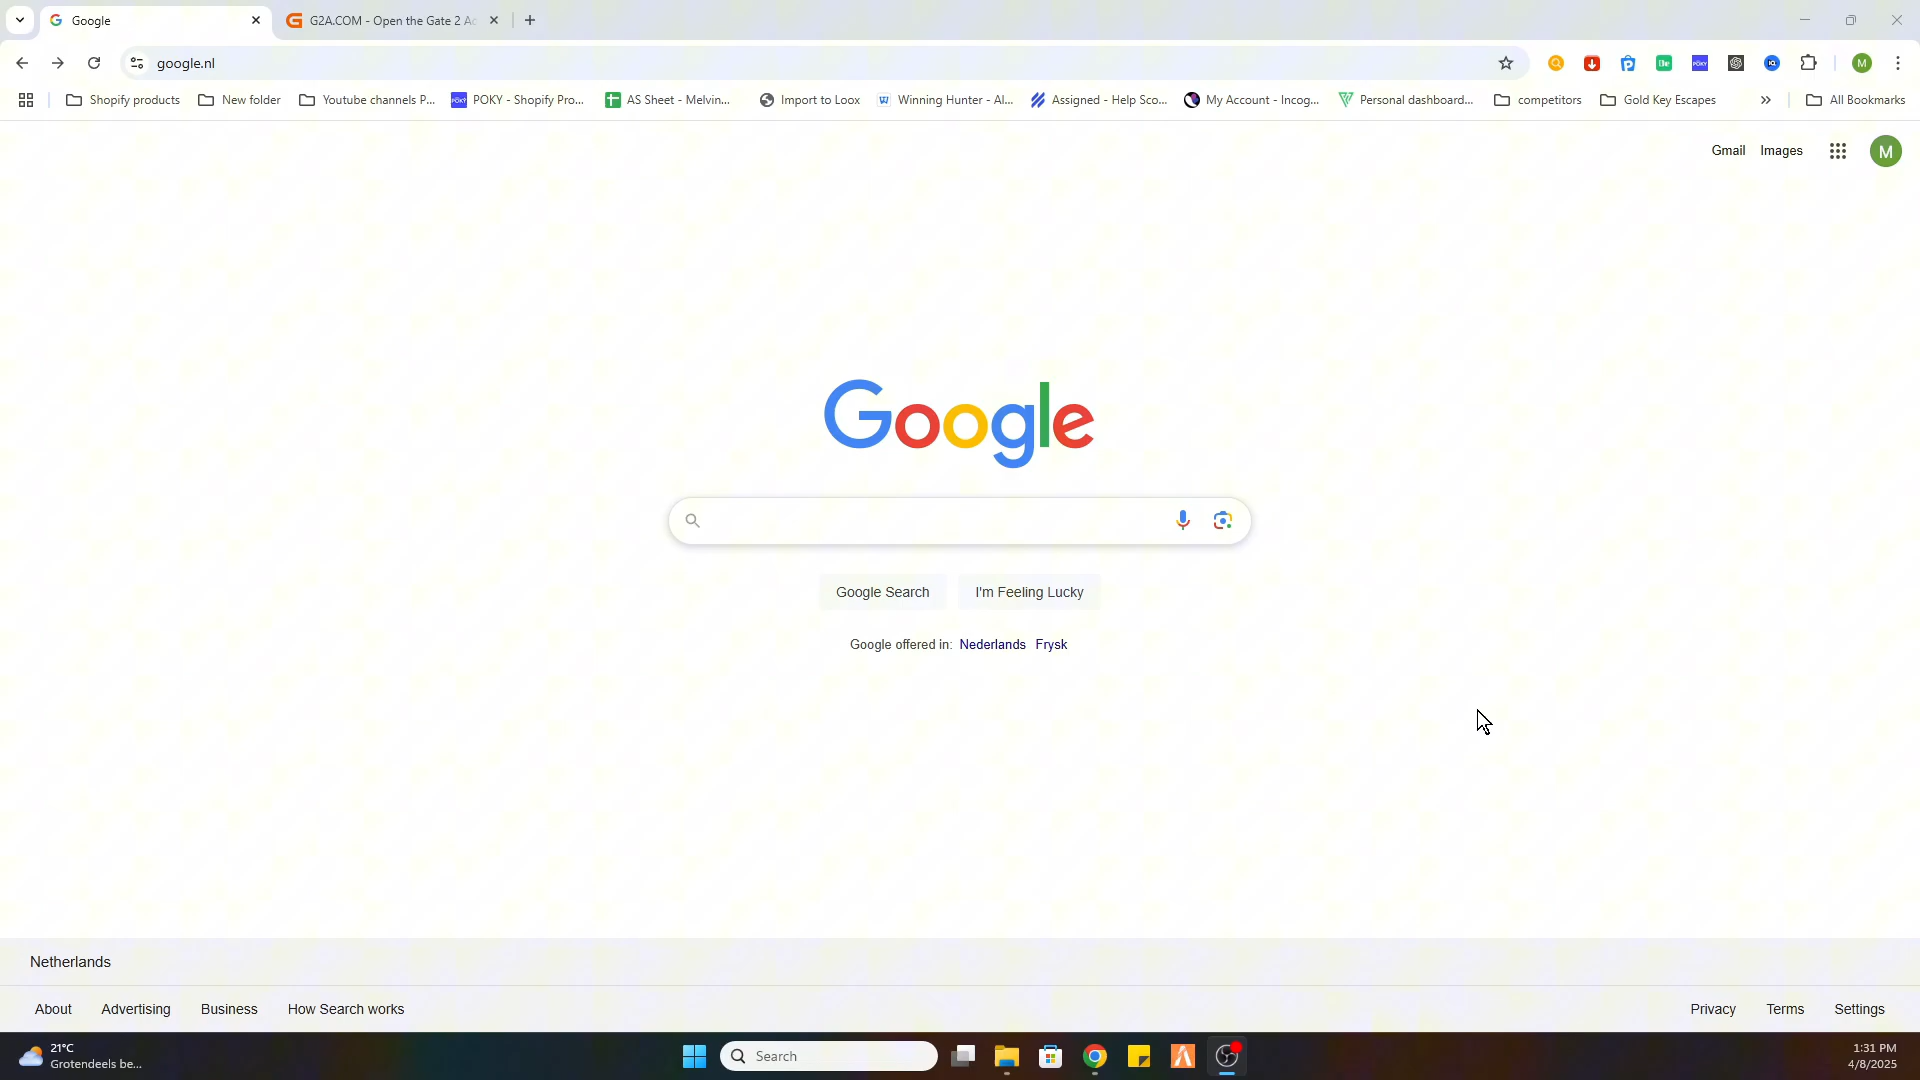 Google
G2A.COM - Open the Gate 2 Ad
google.nl
M
Shopify products
New folder
Youtube channels P...
POKY - Shopify Pro...
AS Sheet - Melvin...
Import to Loox
Winning Hunter - AI...
Assigned - Help Sco...
My Account - Incog...
Personal dashboard...
competitors
Gold Key Escapes
All Bookmarks
Gmail
Images
M
Google
Google Search
I'm Feeling Lucky
Google offered in: Nederlands Frysk
Netherlands
About
Advertising
Business
How Search works
Privacy
Terms
Settings
21°C
Grotendeels be...
Search
1:31 PM
4/8/2025